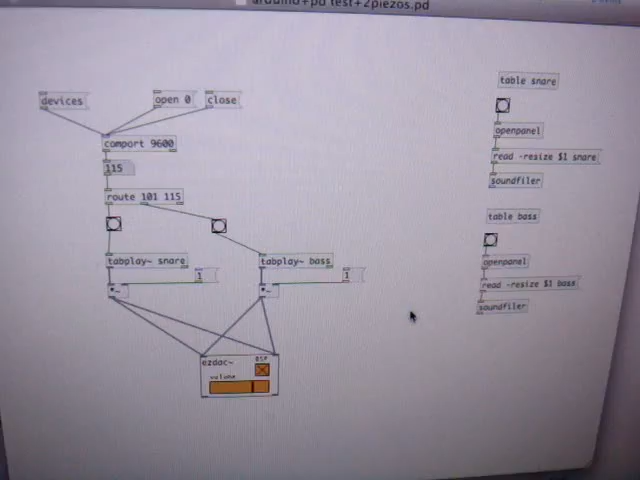 arduino+pd test+2piezos.pd
table snare
devices
open 0
close
openpanel
comport 9600
read -resize $1 snare
115
soundfiler
route 101 115
table bass
tabplay~ snare
tabplay~ bass
openpanel
1
1
read -resize $1 bass
*~
*~
soundfiler
ezdac~
DSP
volume